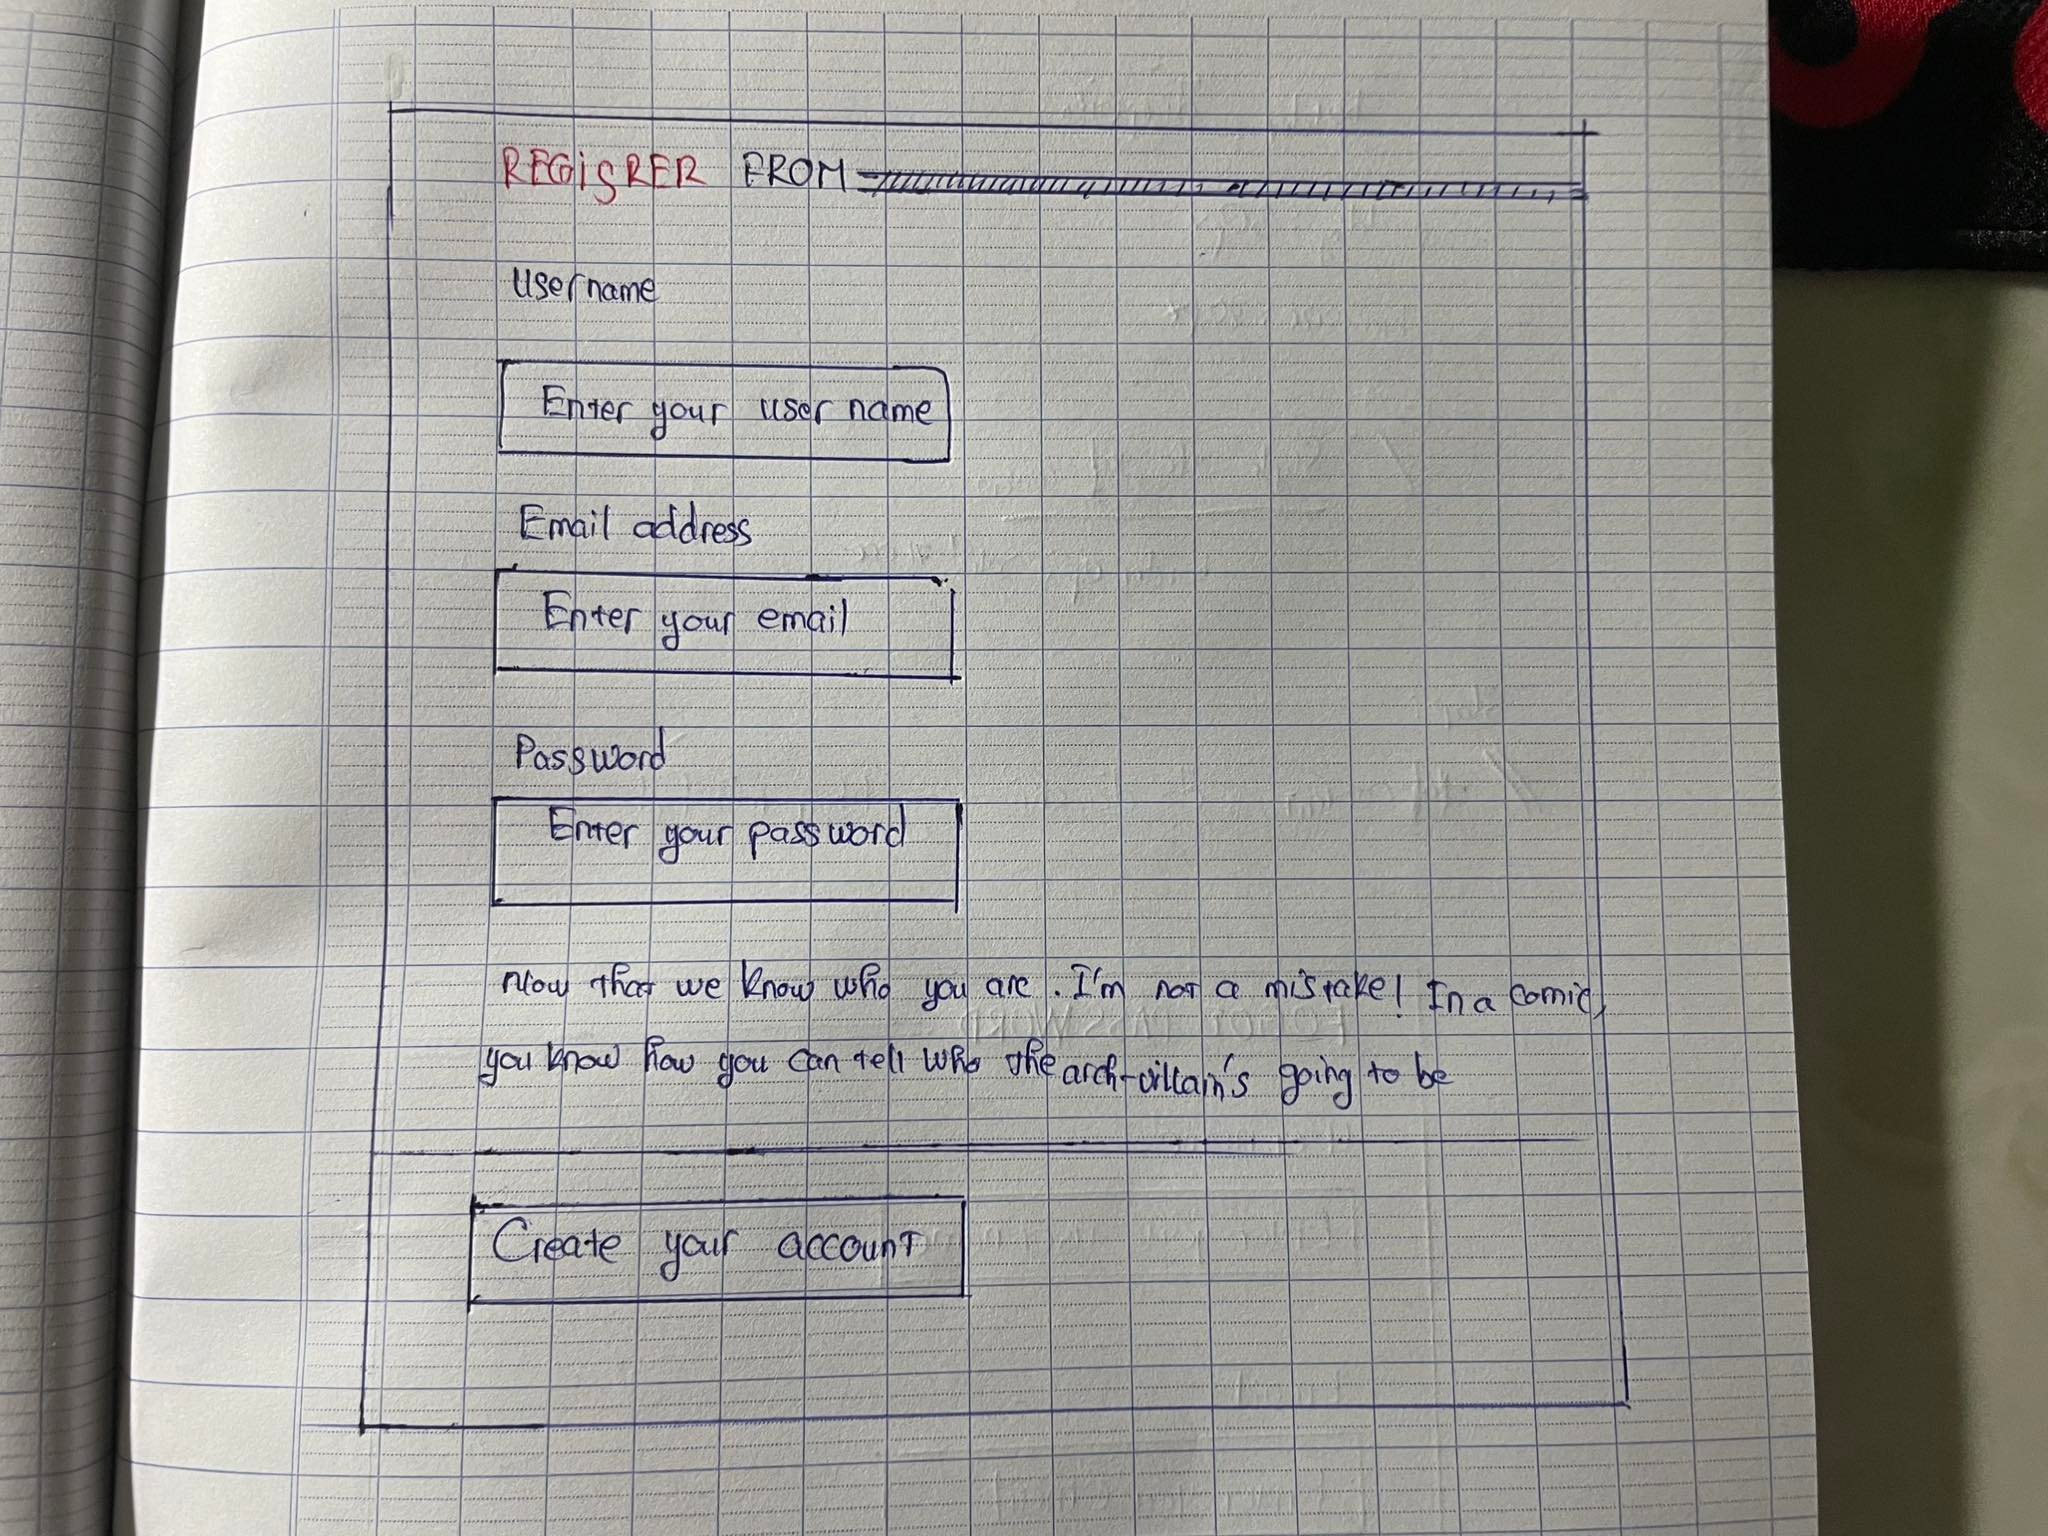 REGISRER FROM
Username
Enter your user name
Email address
Enter your email
Password
Enter your password
Now that we know who you are. I'm not a mistake! In a comic,
you know how you can tell who the arch-villain's going to be
Create your account